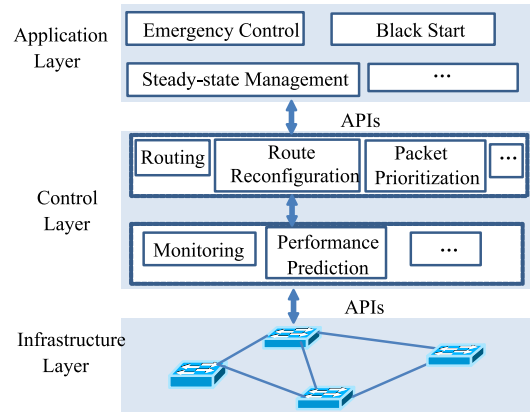 Application
Layer
Emergency Control
Black Start
Steady-state Management
...
APIs
Control
Layer
Routing
Route
Reconfiguration
Packet
Prioritization
...
Monitoring
Performance
Prediction
...
APIs
Infrastructure
Layer